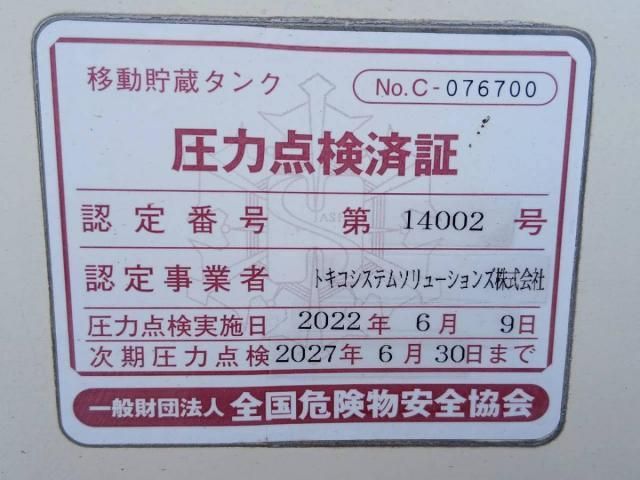 移動貯蔵タンク
No.C-076700
圧力点検済証
認定番号 第 14002 号
認定事業者 トキコシステムソリューションズ株式会社
圧力点検実施日 2022年 6月 9日
次期圧力点検 2027年 6月 30日まで
一般財団法人 全国危険物安全協会